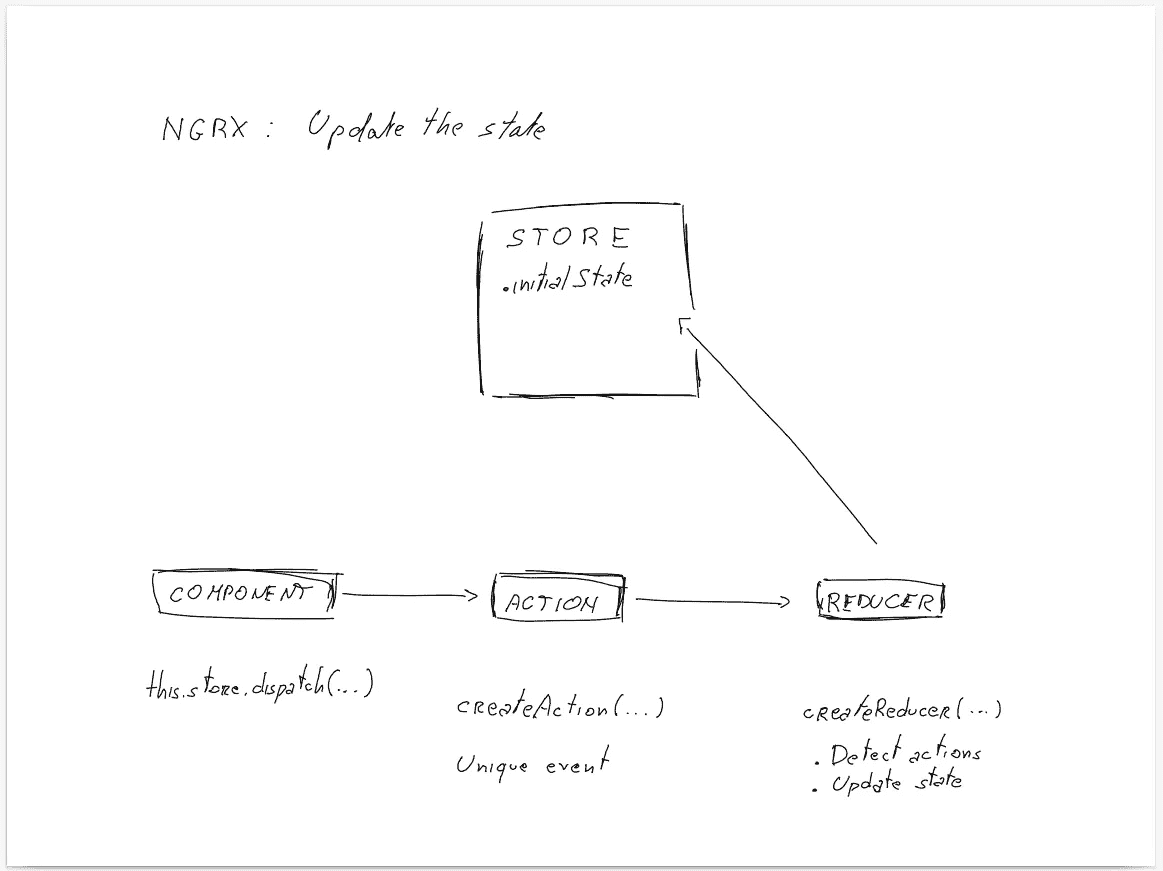 NGRX : Update the state
STORE
.initialState
COMPONENT
ACTION
REDUCER
this.store.dispatch(...)
createAction(...)
Unique event
createReducer(...)
. Detect actions
. Update state